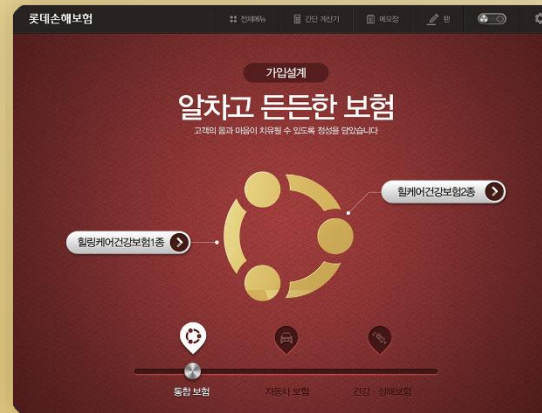 롯데손해보험
전체메뉴
간단 계산기
메모장
펜
가입설계
알차고 든든한 보험
고객의 몸과 마음이 치유될 수 있도록 정성을 담았습니다
힐케어건강보험2종
힐링케어건강보험1종
통합 보험
자동차 보험
건강 · 상해보험